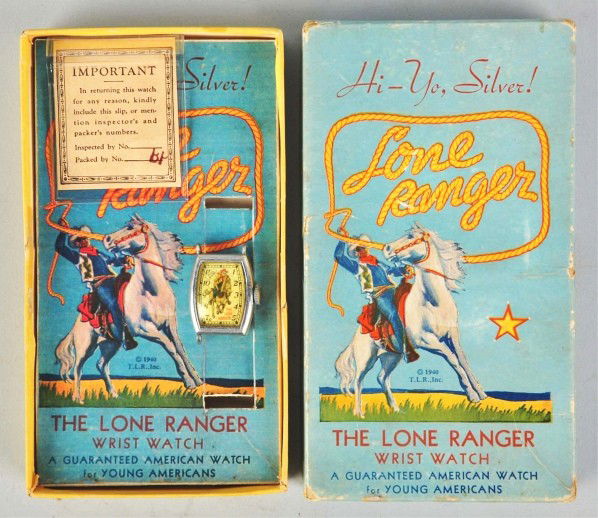 IMPORTANT
In returning this watch
for any reason, kindly
include this slip, or men-
tion inspector's and
packer's numbers.
Inspected by No.
Packed by No.
Silver!
Lone
Ranger
© 1940
T.L.R., Inc.
THE LONE RANGER
WRIST WATCH
A GUARANTEED AMERICAN WATCH
for YOUNG AMERICANS
Hi-Yo, Silver!
Lone
Ranger
© 1940
T.L.R., Inc.
THE LONE RANGER
WRIST WATCH
A GUARANTEED AMERICAN WATCH
for YOUNG AMERICANS